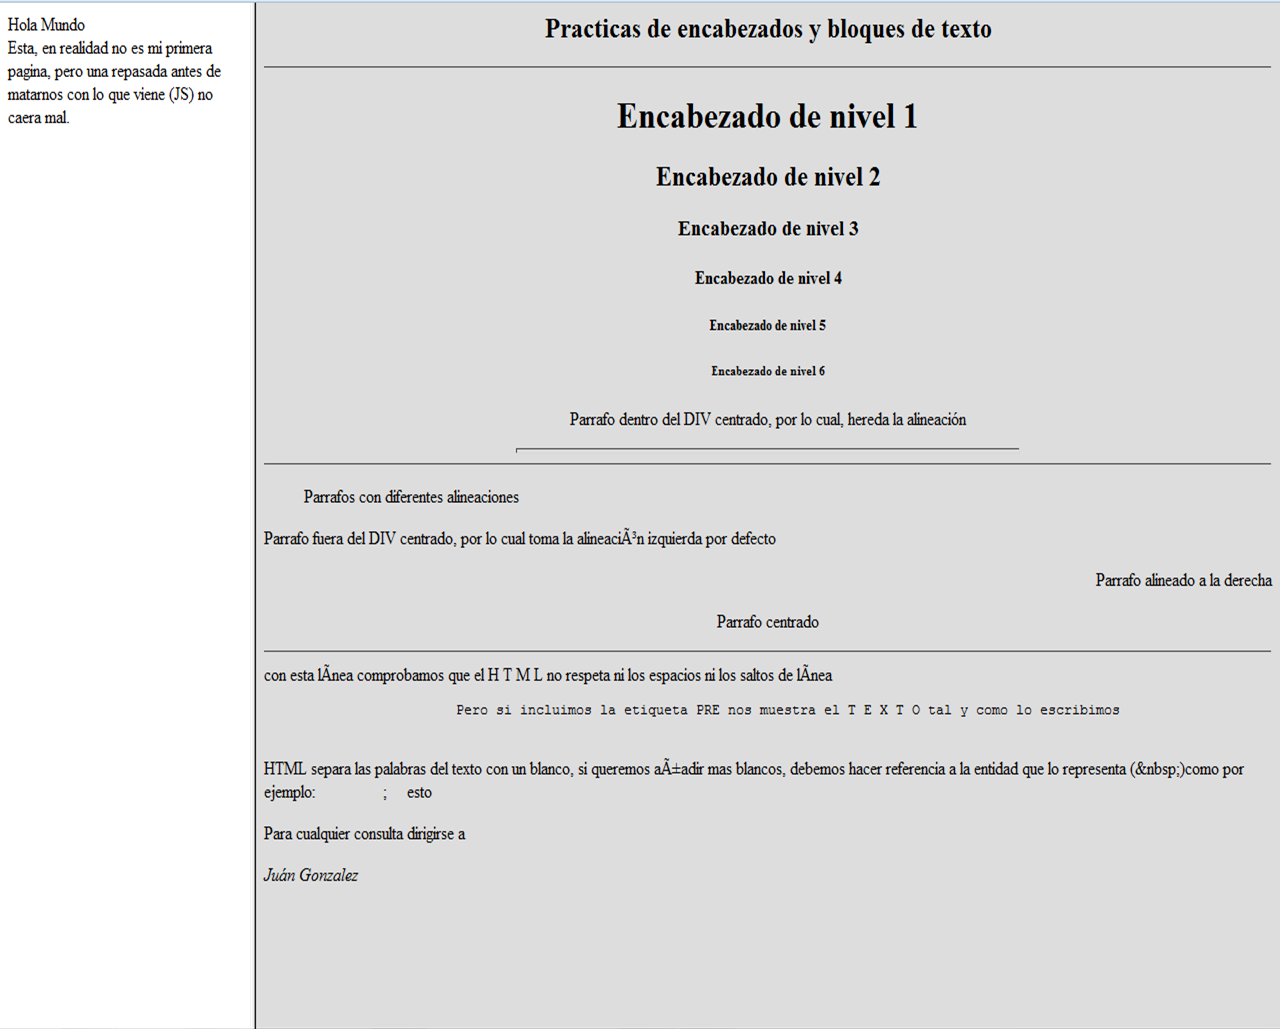 Hola Mundo
Esta, en realidad no es mi primera
pagina, pero una repasada antes de
matarnos con lo que viene (JS) no
caera mal.
Practicas de encabezados y bloques de texto
Encabezado de nivel 1
Encabezado de nivel 2
Encabezado de nivel 3
Encabezado de nivel 4
Encabezado de nivel 5
Encabezado de nivel 6
Parrafo dentro del DIV centrado, por lo cual, hereda la alineación
Parrafos con diferentes alineaciones
Parrafo fuera del DIV centrado, por lo cual toma la alineaciÃ³n izquierda por defecto
Parrafo alineado a la derecha
Parrafo centrado
con esta lÃnea comprobamos que el H T M L no respeta ni los espacios ni los saltos de lÃnea
Pero si incluimos la etiqueta PRE nos muestra el T E X T O tal y como lo escribimos
HTML separa las palabras del texto con un blanco, si queremos aÃ±adir mas blancos, debemos hacer referencia a la entidad que lo representa (&nbsp;)como por
ejemplo: ; esto
Para cualquier consulta dirigirse a
Juán Gonzalez